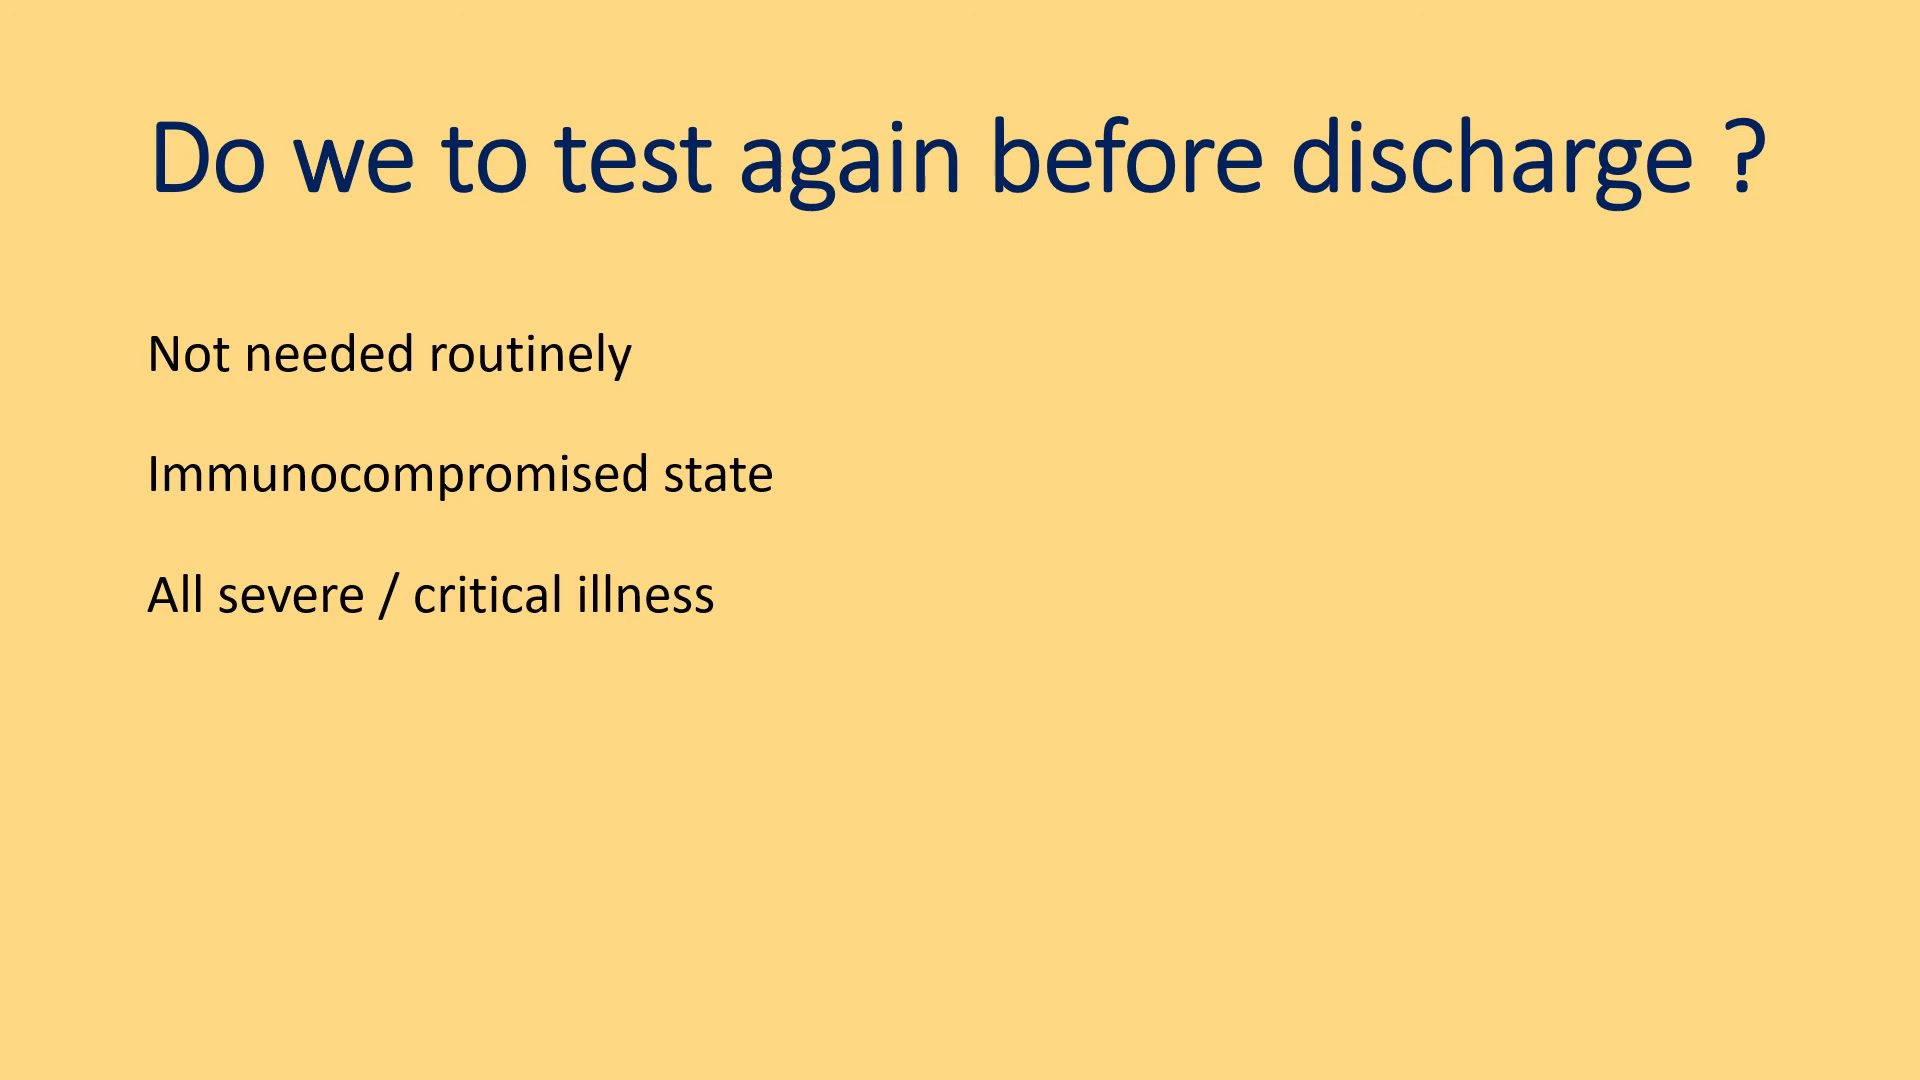 Do we to test again before discharge ?
Not needed routinely
Immunocompromised state
All severe / critical illness